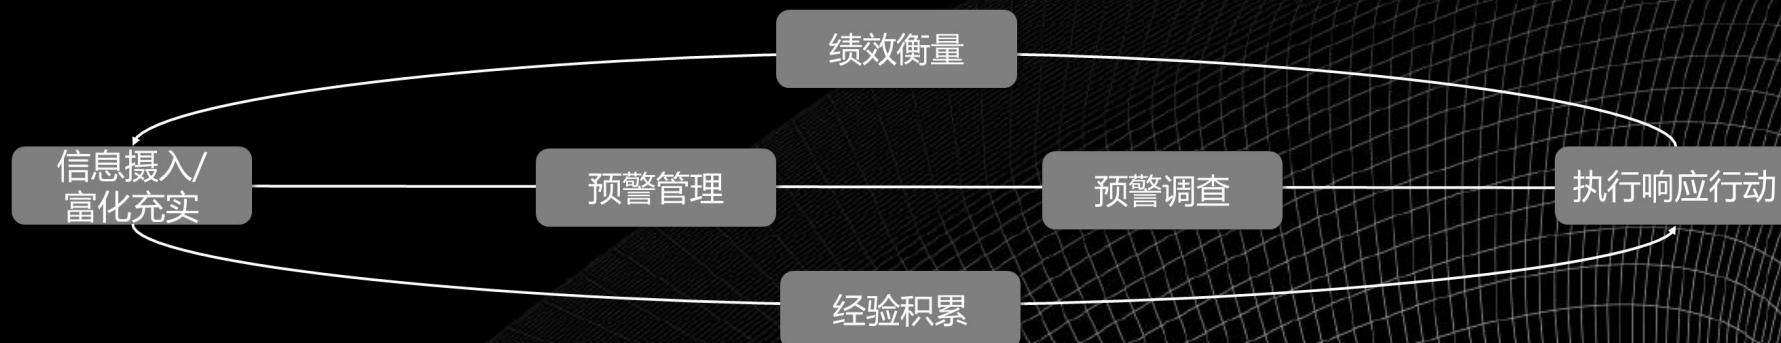 绩效衡量
信息摄入/
富化充实
预警管理
预警调查
执行响应行动
经验积累